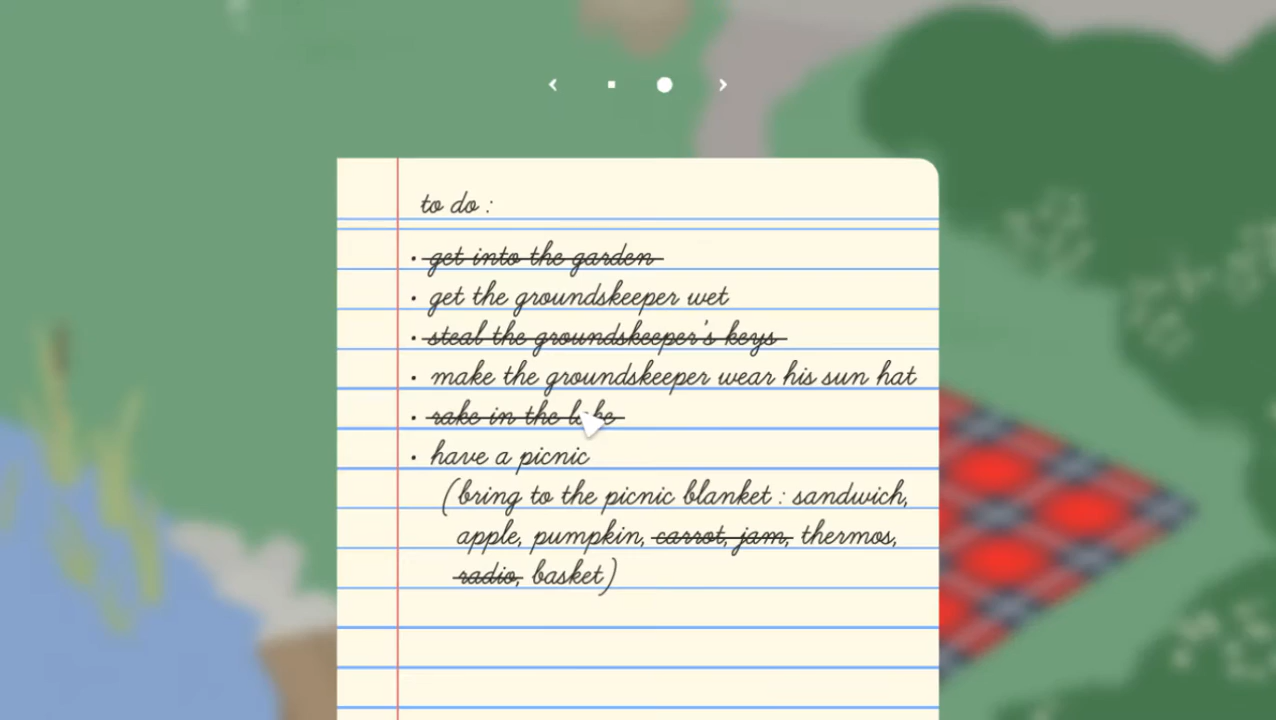 to do :
• get into the garden
• get the groundskeeper wet
• steal the groundskeeper's keys
• make the groundskeeper wear his sun hat
• rake in the lake
• have a picnic
(bring to the picnic blanket : sandwich,
apple, pumpkin, carrot, jam, thermos,
radio, basket)